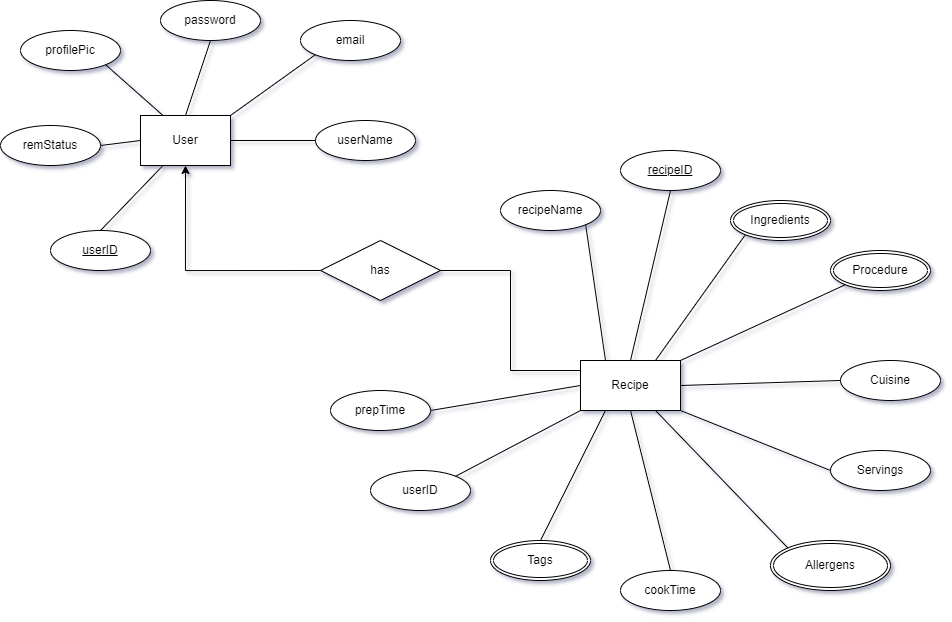 password
email
profilePic
User
userName
remStatus
recipeID
recipeName
Ingredients
userID
has
Procedure
Cuisine
Recipe
prepTime
Servings
userID
Tags
Allergens
cookTime